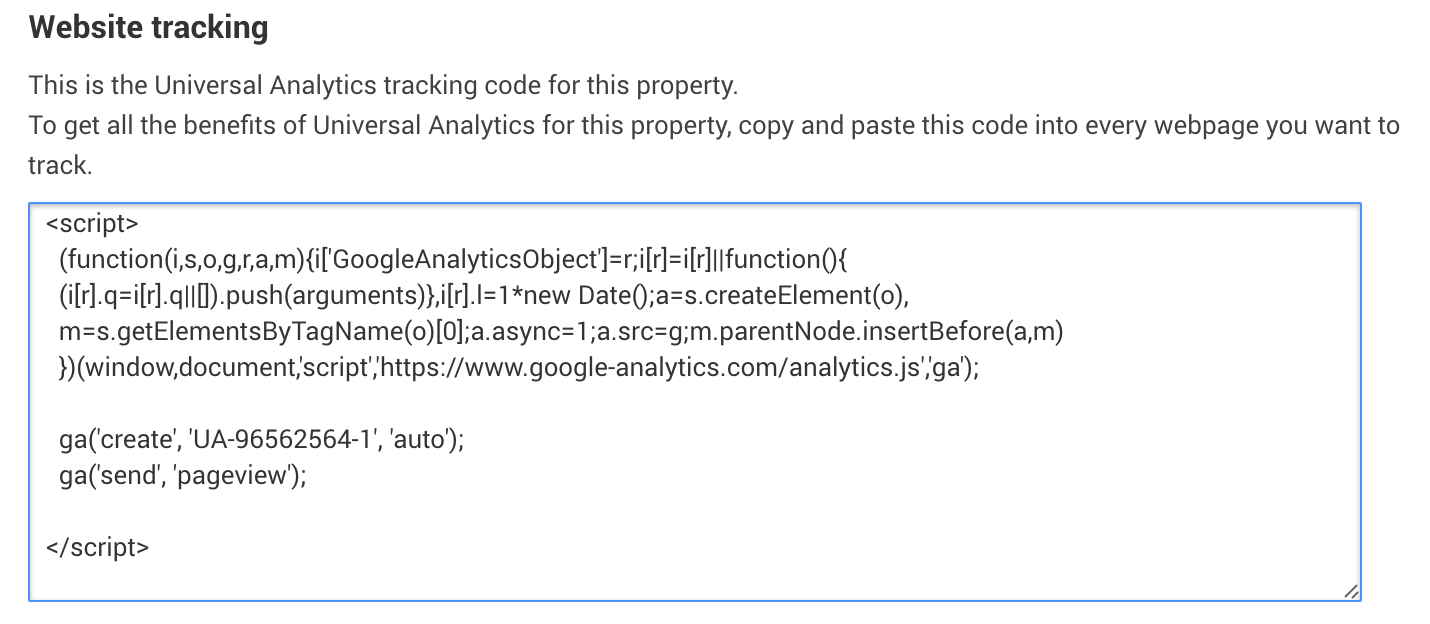 Website tracking
This is the Universal Analytics tracking code for this property.
To get all the benefits of Universal Analytics for this property, copy and paste this code into every webpage you want to
track.
<script>
(function(i,s,o,g,r,a,m){i['GoogleAnalyticsObject']=r;i[r]=i[r]||function(){
(i[r].q=i[r].q||[]).push(arguments)},i[r].l=1*new Date();a=s.createElement(o),
m=s.getElementsByTagName(o)[0];a.async=1;a.src=g;m.parentNode.insertBefore(a,m)
})(window,document,'script','https://www.google-analytics.com/analytics.js','ga');
ga('create', 'UA-96562564-1', 'auto');
ga('send', 'pageview');
</script>